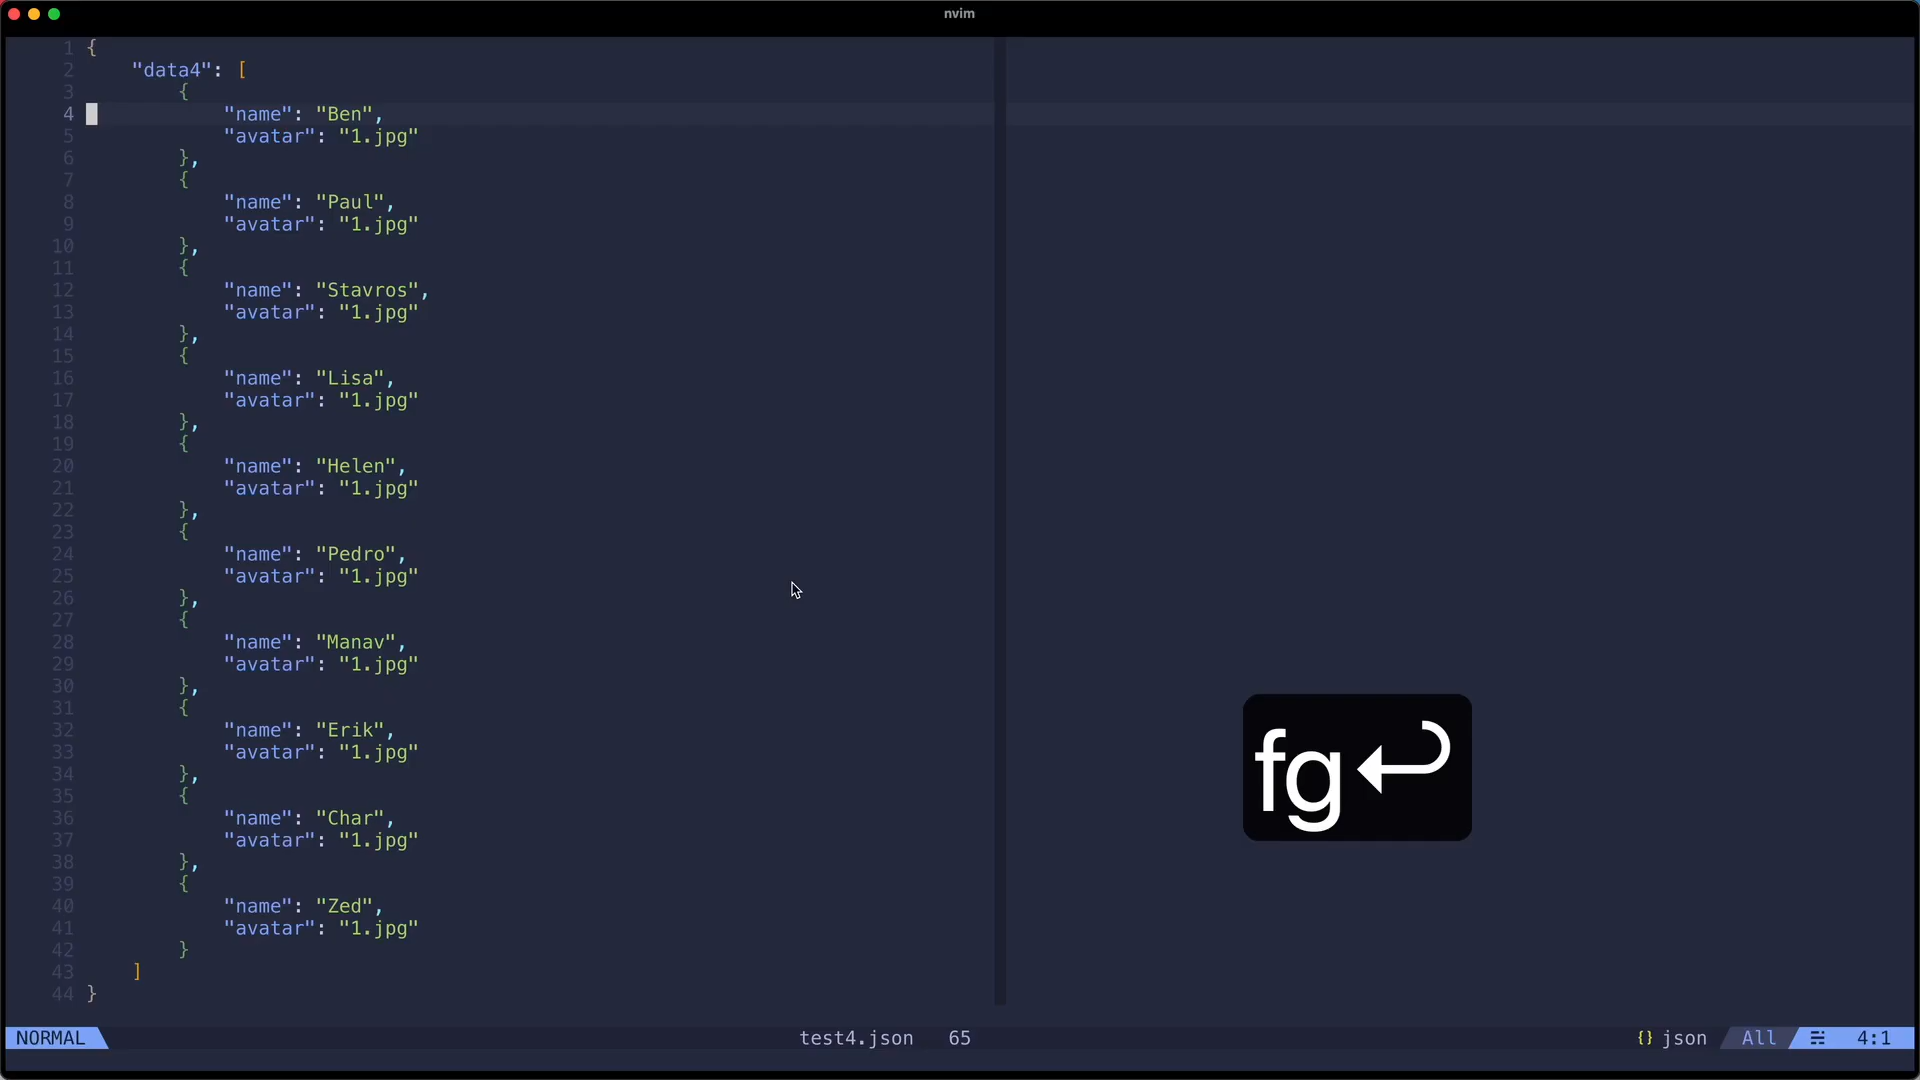 nvim
1 {
2     "data4": [
3         {
4             "name": "Ben",
5             "avatar": "1.jpg"
6         },
7         {
8             "name": "Paul",
9             "avatar": "1.jpg"
10         },
11         {
12             "name": "Stavros",
13             "avatar": "1.jpg"
14         },
15         {
16             "name": "Lisa",
17             "avatar": "1.jpg"
18         },
19         {
20             "name": "Helen",
21             "avatar": "1.jpg"
22         },
23         {
24             "name": "Pedro",
25             "avatar": "1.jpg"
26         },
27         {
28             "name": "Manav",
29             "avatar": "1.jpg"
30         },
31         {
32             "name": "Erik",
33             "avatar": "1.jpg"
34         },
35         {
36             "name": "Char",
37             "avatar": "1.jpg"
38         },
39         {
40             "name": "Zed",
41             "avatar": "1.jpg"
42         }
43     ]
44 }
fg↩
NORMAL test4.json 65 {} json All 4:1